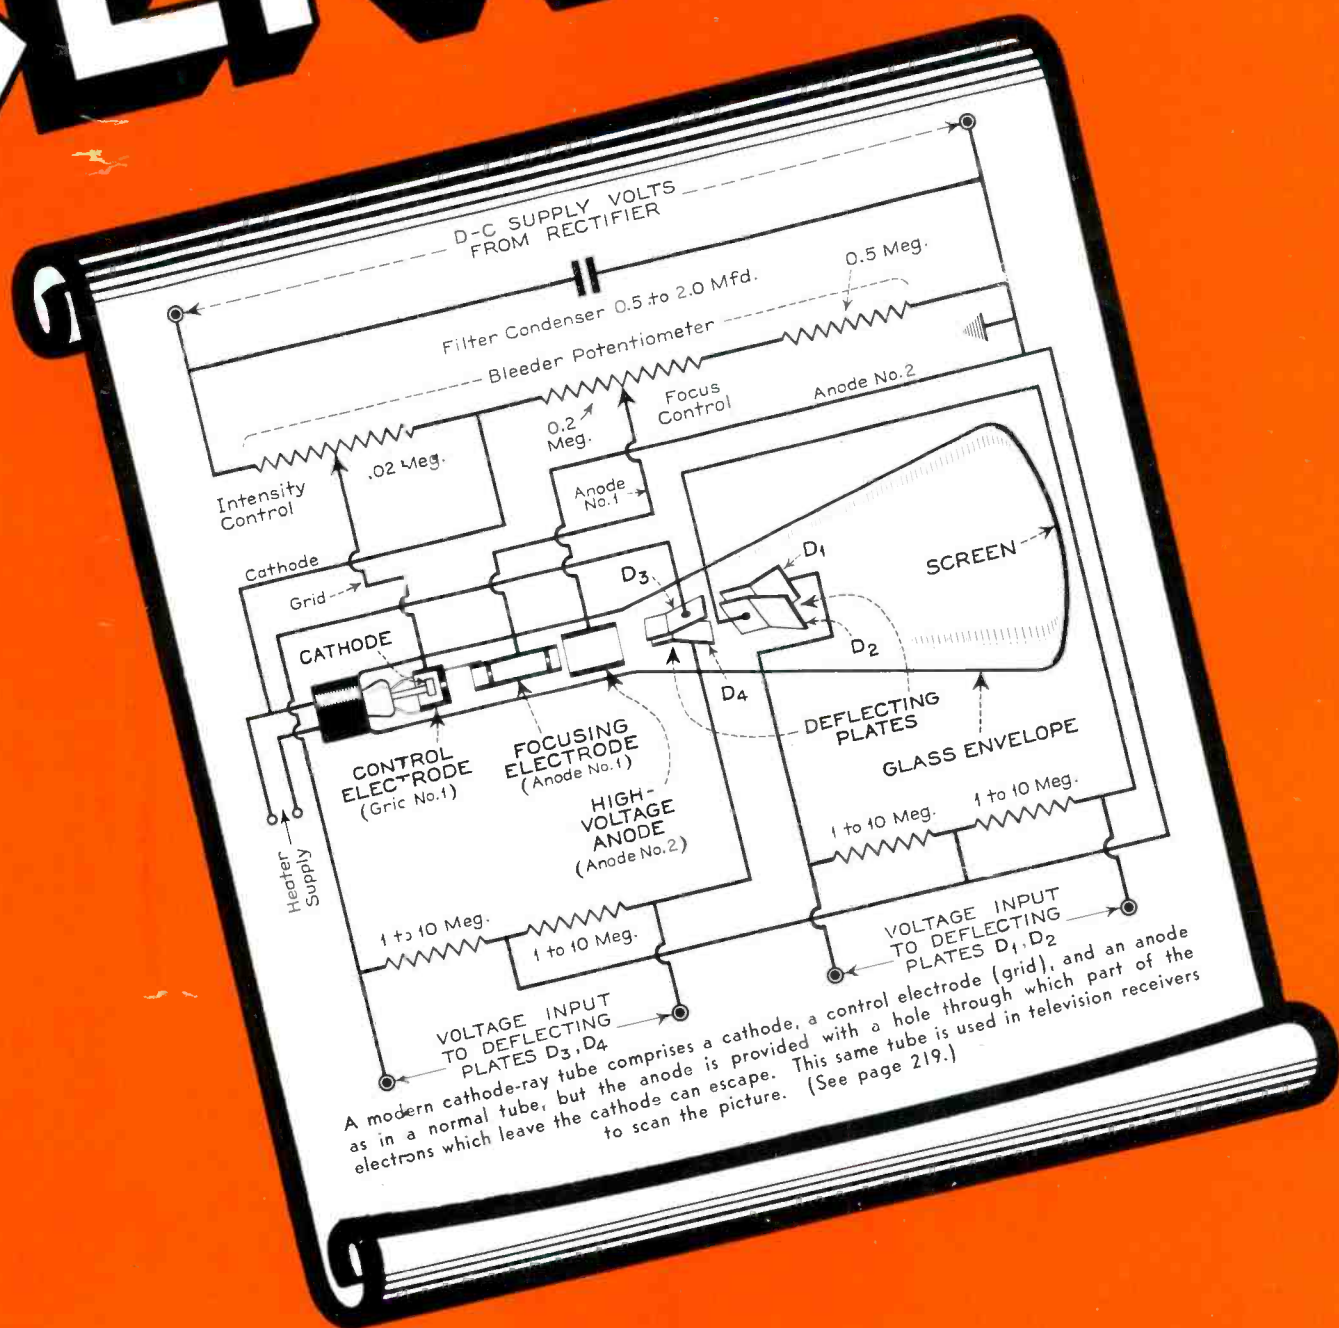 D-C SUPPLY VOLTS
FROM RECTIFIER
Filter Condenser 0.5 to 2.0 Mfd.
0.5 Meg.
Bleeder Potentiometer
Anode No.2
Focus
Control
0.2
Meg.
.02 Meg.
Intensity
Control
Anode
No.1
Cathode
Grid
CATHODE
D3
D1
SCREEN
D2
D4
DEFLECTING
PLATES
GLASS ENVELOPE
CONTROL
ELECTRODE
(Gric No.1)
FOCUSING
ELECTRODE
(Anode No.1)
HIGH-
VOLTAGE
ANODE
(Anode No.2)
Heater
Supply
1 to 10 Meg.
1 to 10 Meg.
1 to 10 Meg.
1 to 10 Meg.
VOLTAGE INPUT
TO DEFLECTING
PLATES D1, D2
VOLTAGE INPUT
TO DEFLECTING
PLATES D3, D4
A modern cathode-ray tube comprises a cathode, a control electrode (grid), and an anode
as in a normal tube, but the anode is provided with a hole through which part of the
electrons which leave the cathode can escape. This same tube is used in television receivers
to scan the picture. (See page 219.)